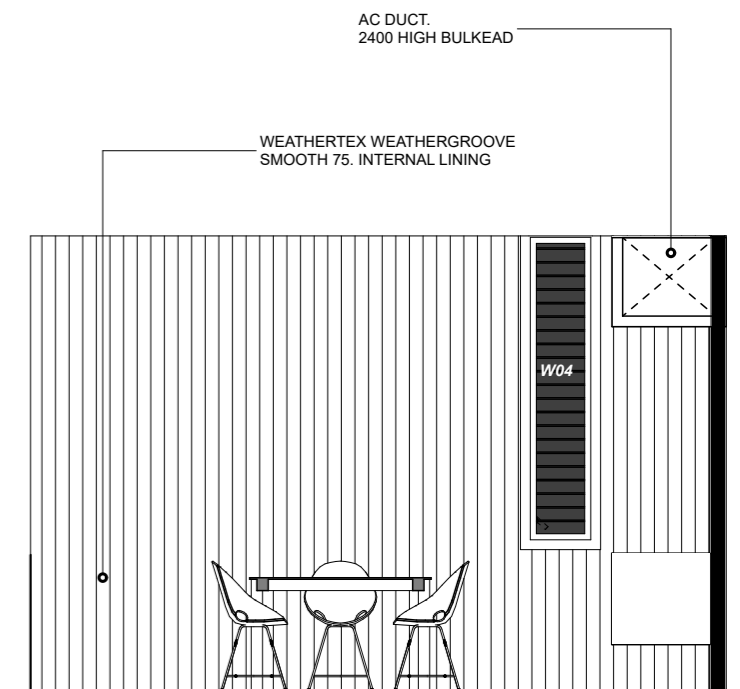 AC DUCT.
2400 HIGH BULKEAD
WEATHERTEX WEATHERGROOVE
SMOOTH 75. INTERNAL LINING
W04